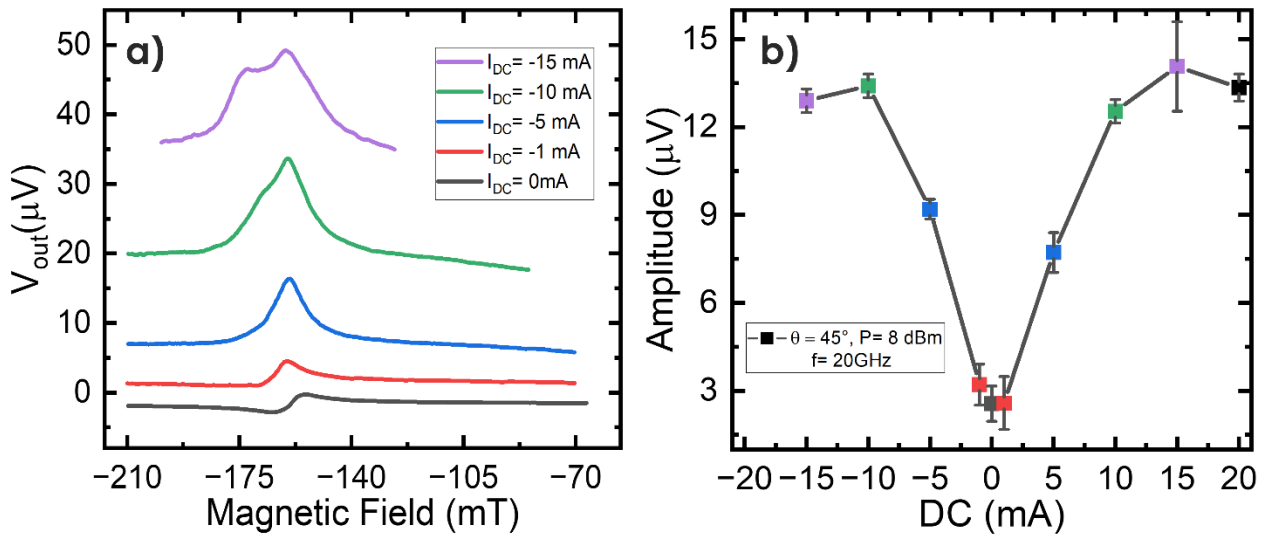 a)
V_out(μV)
50
40
30
20
10
0
I_DC= -15 mA
I_DC= -10 mA
I_DC= -5 mA
I_DC= -1 mA
I_DC= 0mA
−210 −175 −140 −105 −70
Magnetic Field (mT)
b)
Amplitude (μV)
15
12
9
6
3
θ = 45°, P= 8 dBm
f= 20GHz
−20 −15 −10 −5 0 5 10 15 20
DC (mA)